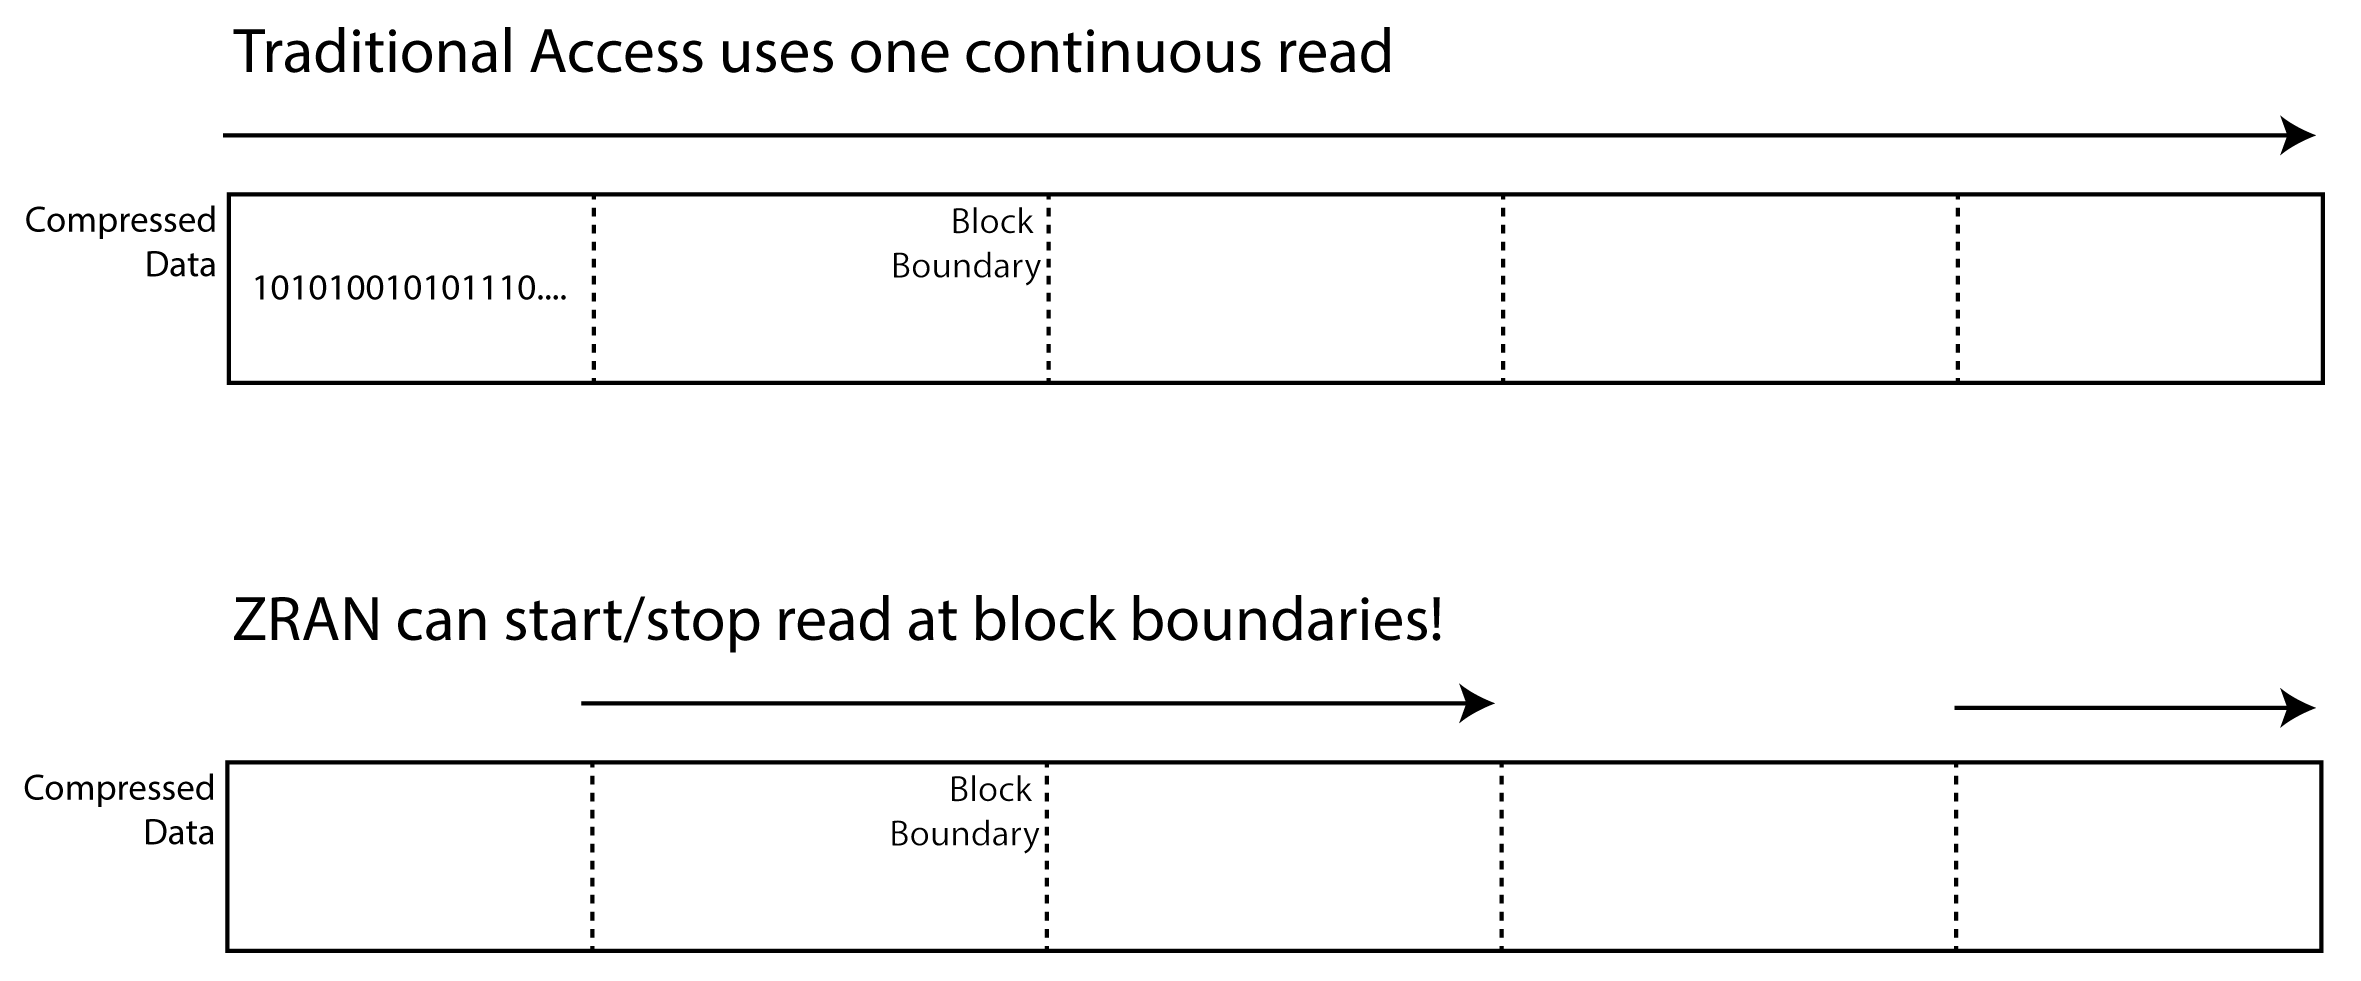 Traditional Access uses one continuous read
Compressed
Data
Block
Boundary
101010010101110....
ZRAN can start/stop read at block boundaries!
Compressed
Data
Block
Boundary